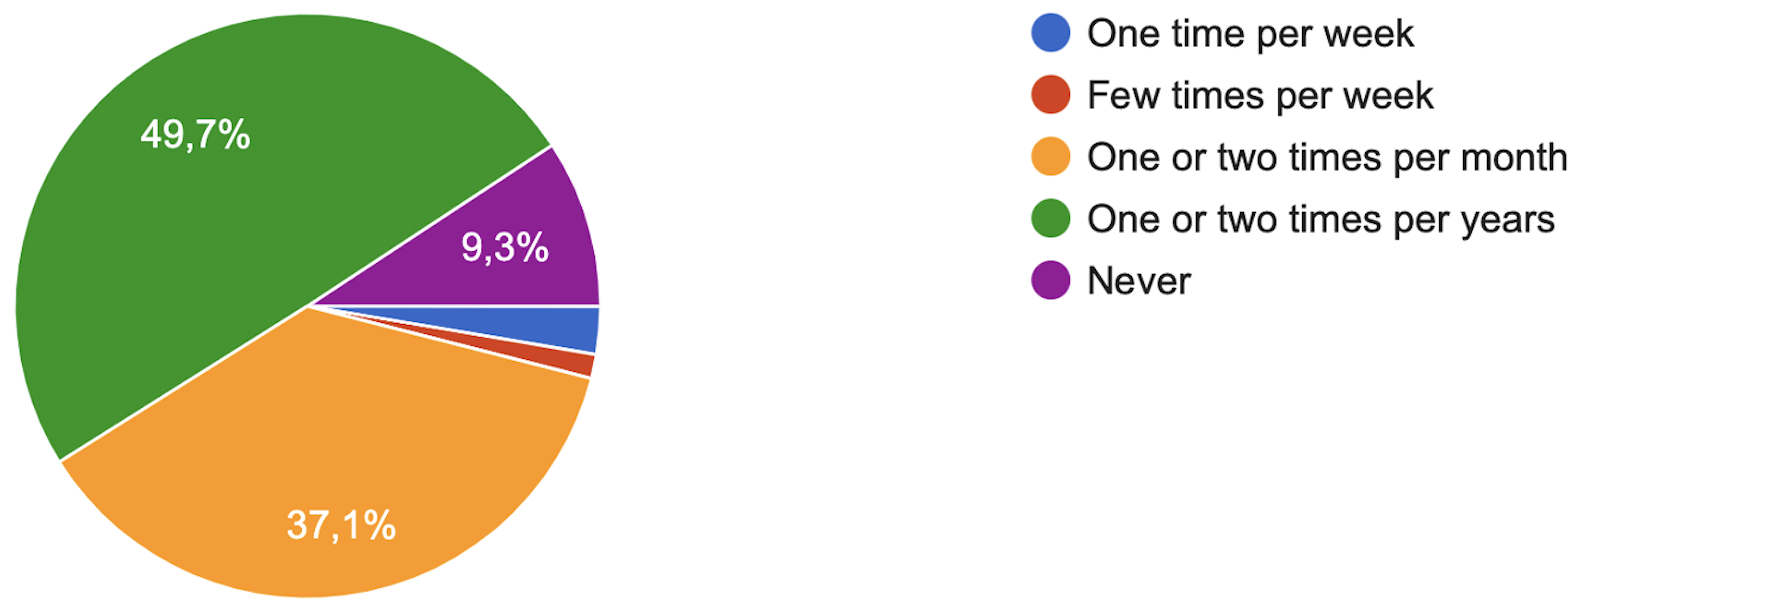 49,7%
9,3%
37,1%
One time per week
Few times per week
One or two times per month
One or two times per years
Never